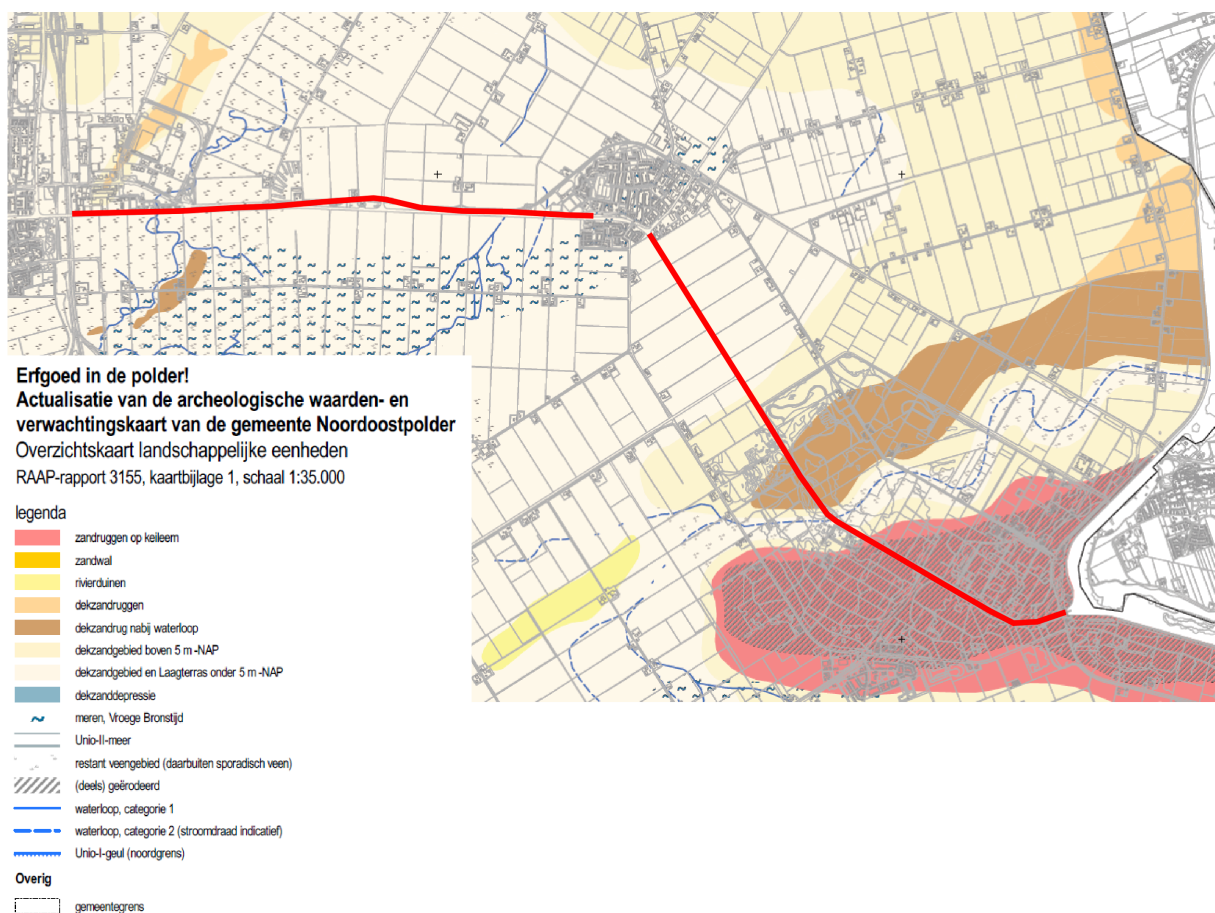 Erfgoed in de polder!
Actualisatie van de archeologische waarden- en
verwachtingskaart van de gemeente Noordoostpolder
Overzichtskaart landschappelijke eenheden
RAAP-rapport 3155, kaartbijlage 1, schaal 1:35.000
legenda
zandruggen op keileem
zandwal
rivierduinen
dekzandruggen
dekzandrug nabij waterloop
dekzandgebied boven 5 m -NAP
dekzandgebied en Laagterras onder 5 m -NAP
dekzanddepressie
meren, Vroege Bronstijd
Unio-II-meer
restant veengebied (daarbuiten sporadisch veen)
(deels) geërodeerd
waterloop, categorie 1
waterloop, categorie 2 (stroomdraad indicatief)
Unio-I-geul (noordgrens)
Overig
gemeentegrens